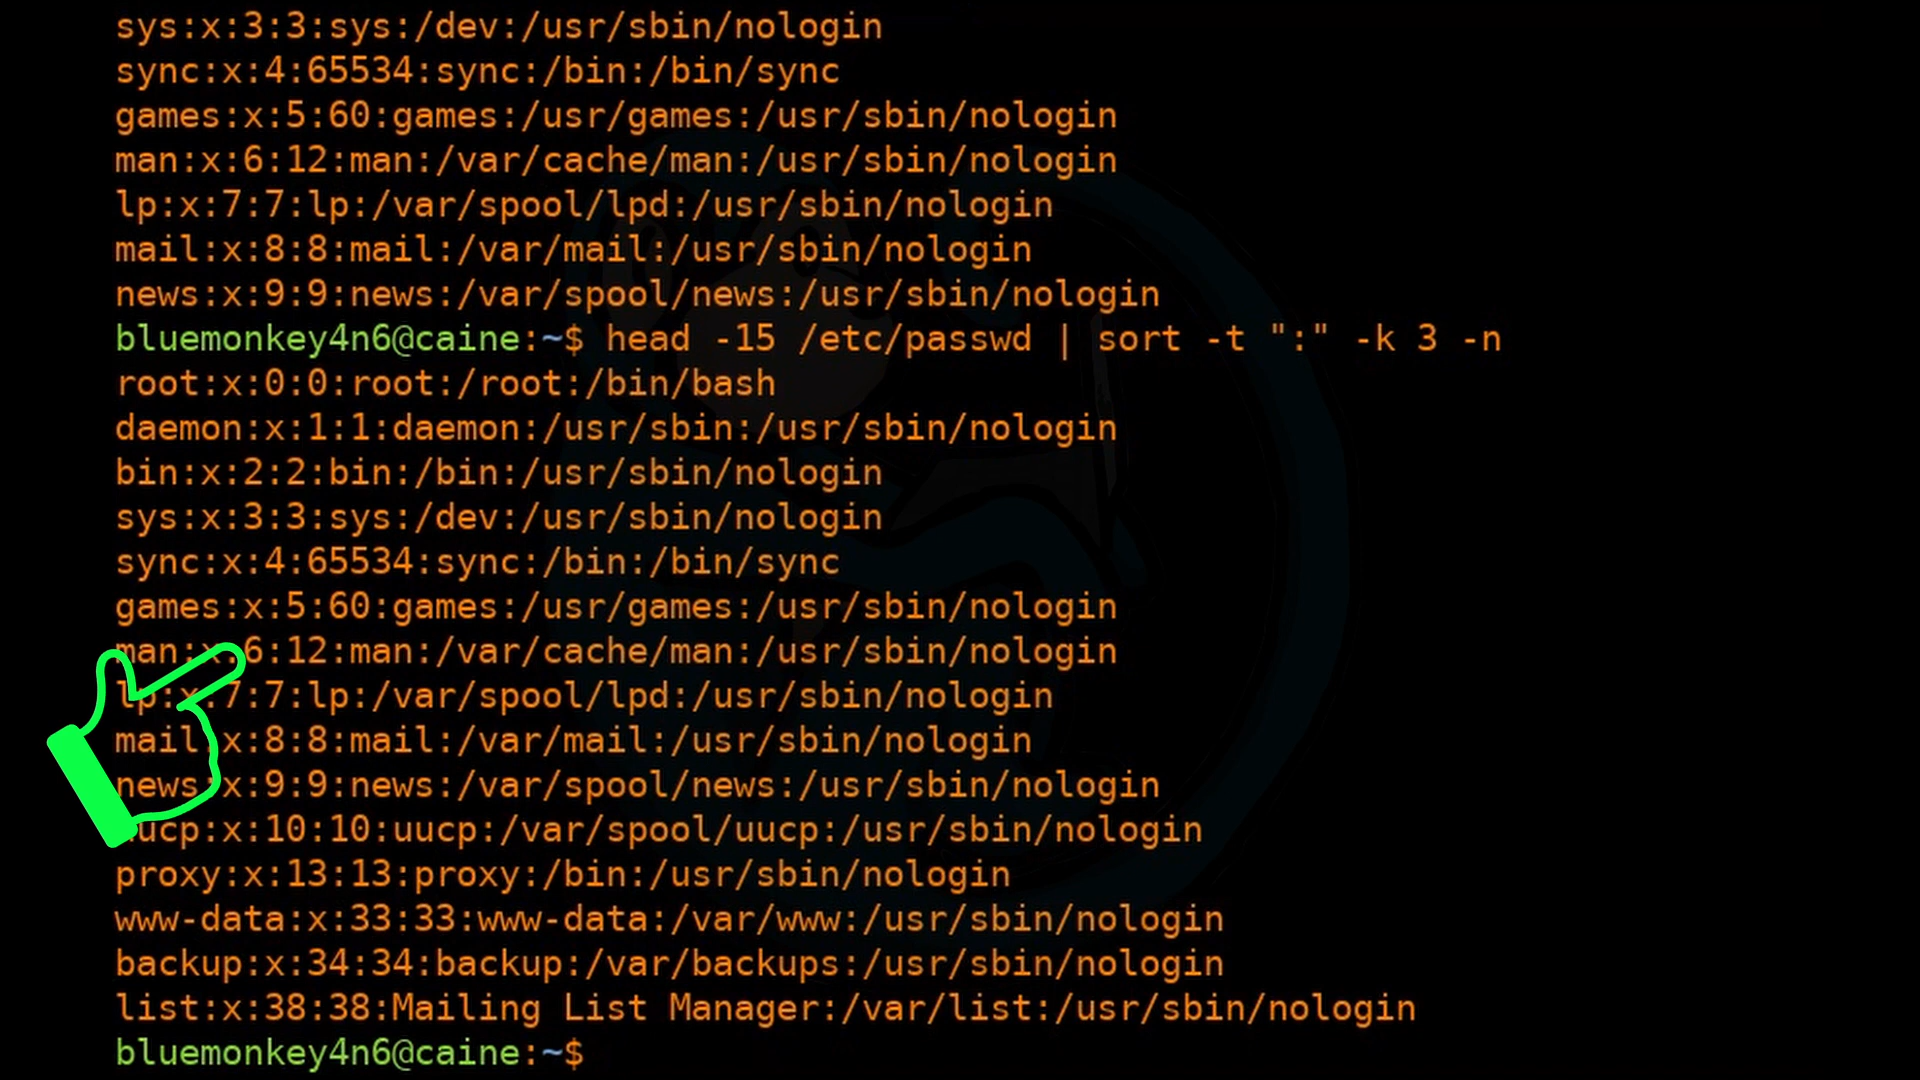 sys:x:3:3:sys:/dev:/usr/sbin/nologin
sync:x:4:65534:sync:/bin:/bin/sync
games:x:5:60:games:/usr/games:/usr/sbin/nologin
man:x:6:12:man:/var/cache/man:/usr/sbin/nologin
lp:x:7:7:lp:/var/spool/lpd:/usr/sbin/nologin
mail:x:8:8:mail:/var/mail:/usr/sbin/nologin
news:x:9:9:news:/var/spool/news:/usr/sbin/nologin
bluemonkey4n6@caine:~$ head -15 /etc/passwd | sort -t ":" -k 3 -n
root:x:0:0:root:/root:/bin/bash
daemon:x:1:1:daemon:/usr/sbin:/usr/sbin/nologin
bin:x:2:2:bin:/bin:/usr/sbin/nologin
sys:x:3:3:sys:/dev:/usr/sbin/nologin
sync:x:4:65534:sync:/bin:/bin/sync
games:x:5:60:games:/usr/games:/usr/sbin/nologin
man:x:6:12:man:/var/cache/man:/usr/sbin/nologin
lp:x:7:7:lp:/var/spool/lpd:/usr/sbin/nologin
mail:x:8:8:mail:/var/mail:/usr/sbin/nologin
news:x:9:9:news:/var/spool/news:/usr/sbin/nologin
uucp:x:10:10:uucp:/var/spool/uucp:/usr/sbin/nologin
proxy:x:13:13:proxy:/bin:/usr/sbin/nologin
www-data:x:33:33:www-data:/var/www:/usr/sbin/nologin
backup:x:34:34:backup:/var/backups:/usr/sbin/nologin
list:x:38:38:Mailing List Manager:/var/list:/usr/sbin/nologin
bluemonkey4n6@caine:~$